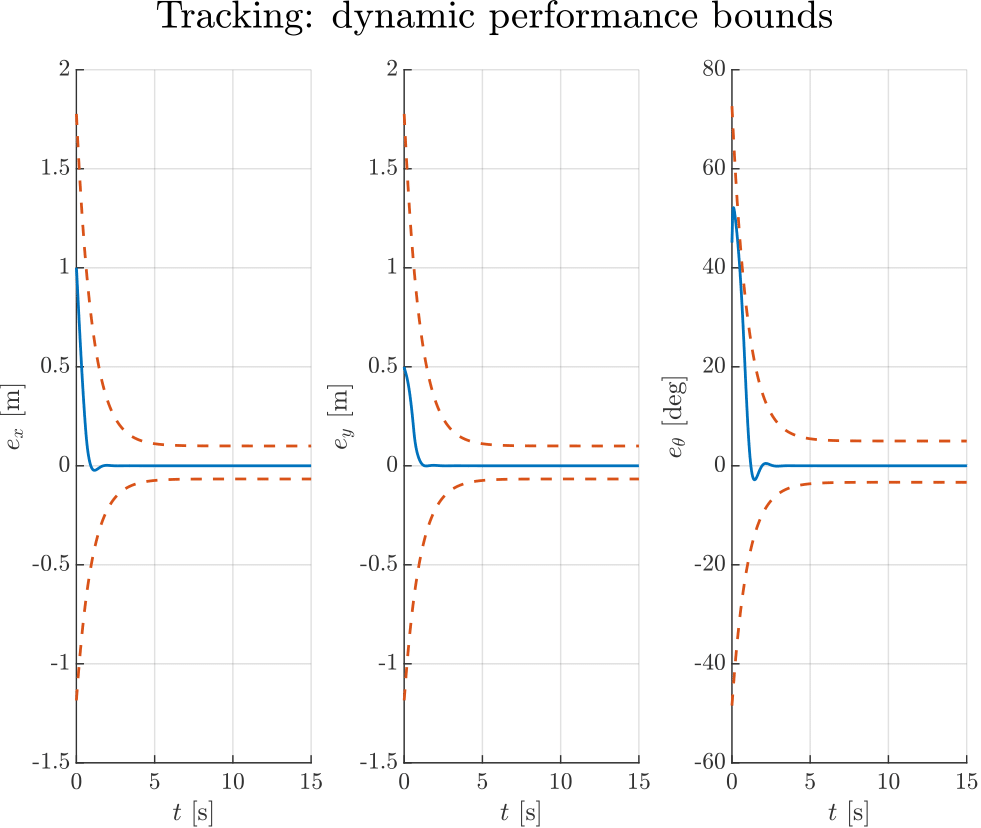 Tracking: dynamic performance bounds
2
1.5
1
0.5
0
-0.5
-1
-1.5
0 5 10 15
t [s]
e_x [m]
2
1.5
1
0.5
0
-0.5
-1
-1.5
0 5 10 15
t [s]
e_y [m]
80
60
40
20
0
-20
-40
-60
0 5 10 15
t [s]
e_θ [deg]